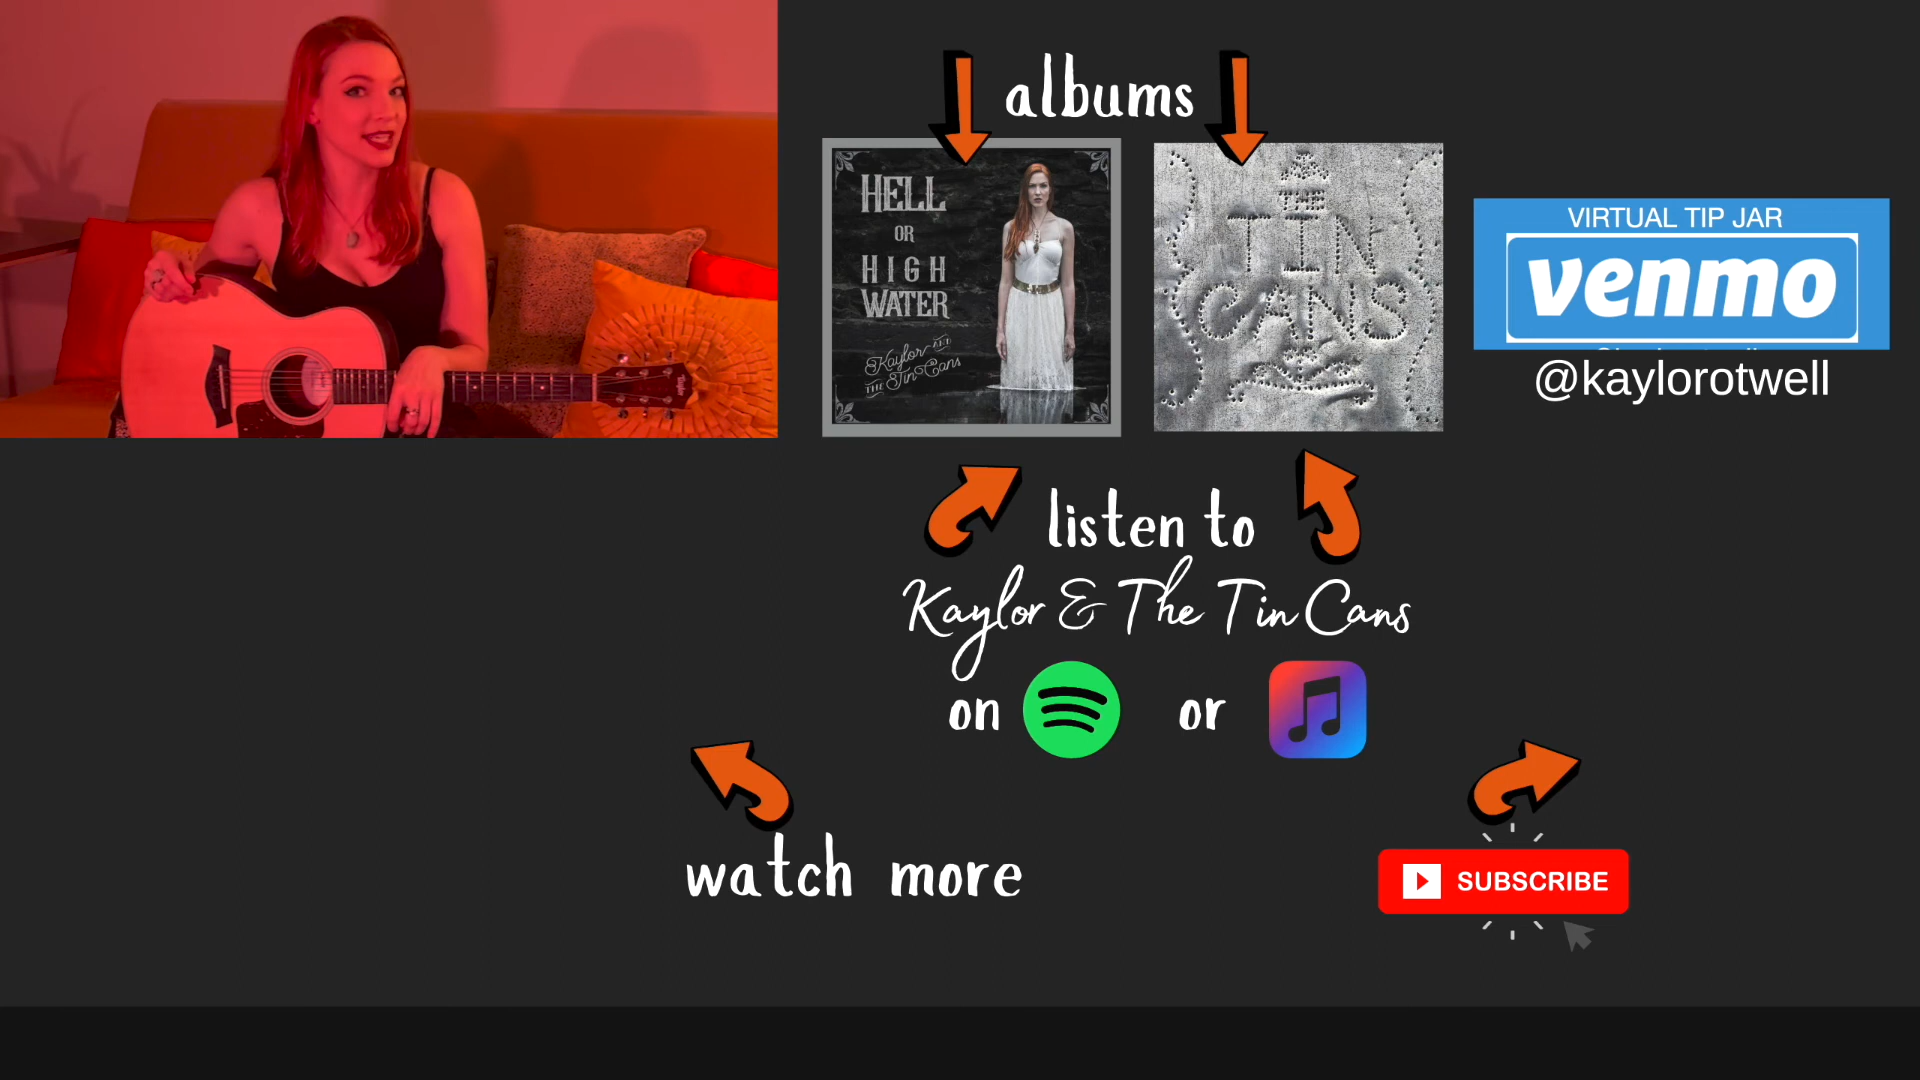 albums
HELL
OR
HIGH
WATER
Kaylor AND
THE Tin Cans
TIN
CANS
VIRTUAL TIP JAR
venmo
@kaylorotwell
listen to
Kaylor & The Tin Cans
on or
watch more
SUBSCRIBE